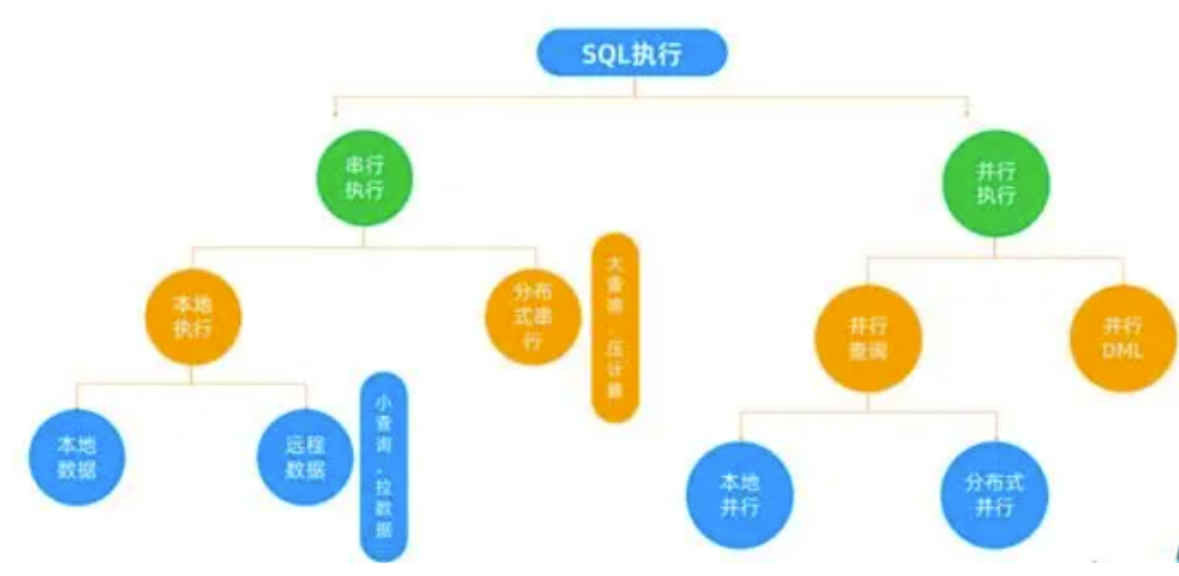 SQL执行
串行
执行
并行
执行
本地
执行
分布
式串
行
大查询，压计算
并行
查询
并行
DML
本地
数据
远程
数据
小查询，拉数据
本地
并行
分布式
并行